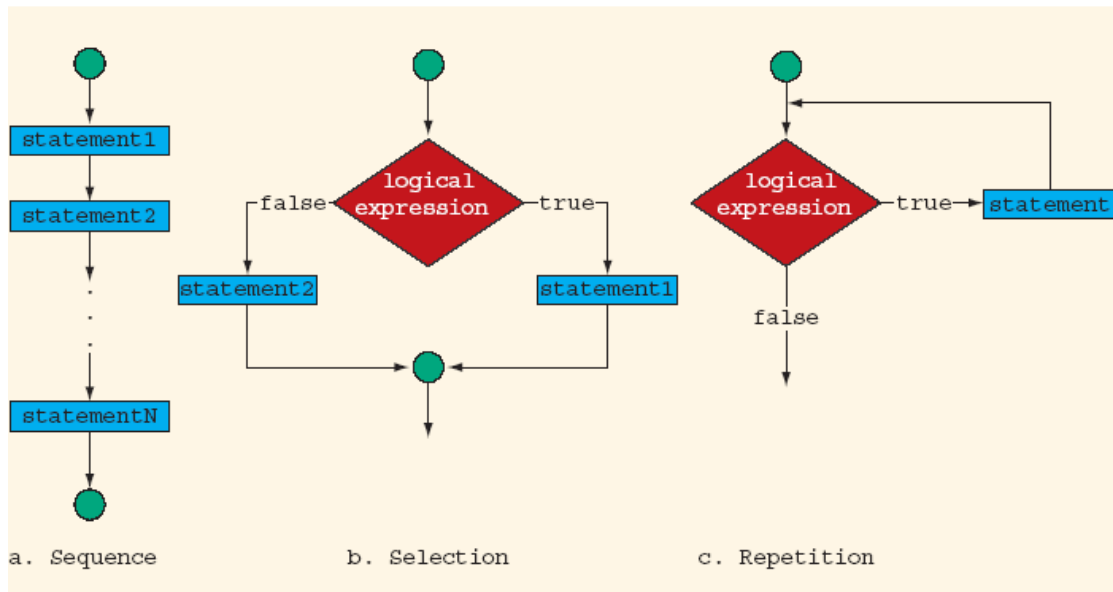 statement1
statement2
.
.
.
statementN
a. Sequence
logical
expression
false
true
statement2
statement1
b. Selection
logical
expression
true
statement
false
c. Repetition